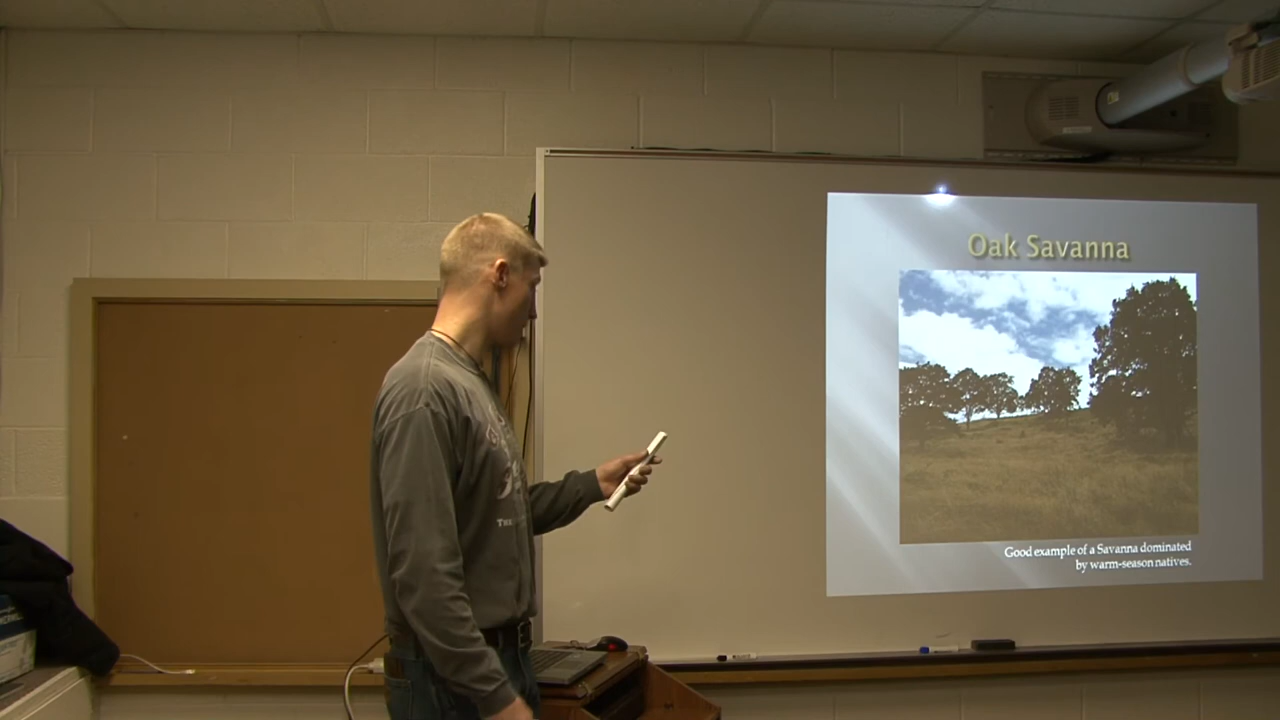 Oak Savanna
Good example of a Savanna dominated
by warm-season natives.